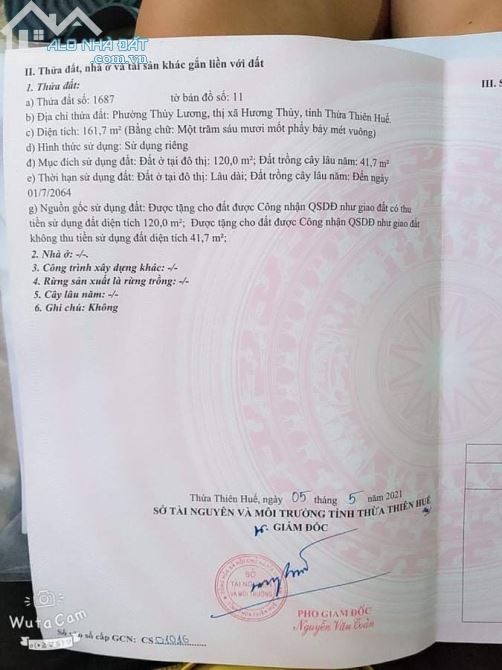 ALO NHÀ ĐẤT
.com.vn
II. Thửa đất, nhà ở và tài sản khác gắn liền với đất
III. S
1. Thửa đất:
a) Thửa đất số: 1687 tờ bản đồ số: 11
b) Địa chỉ thửa đất: Phường Thủy Lương, thị xã Hương Thủy, tỉnh Thừa Thiên Huế
c) Diện tích: 161,7 m² (Bằng chữ: Một trăm sáu mươi mốt phẩy bảy mét vuông)
d) Hình thức sử dụng: Sử dụng riêng
đ) Mục đích sử dụng đất: Đất ở tại đô thị: 120,0 m²; Đất trồng cây lâu năm: 41,7 m²
e) Thời hạn sử dụng đất: Đất ở tại đô thị: Lâu dài; Đất trồng cây lâu năm: Đến ngày
01/7/2064
g) Nguồn gốc sử dụng đất: Được tặng cho đất được Công nhận QSDĐ như giao đất có thu
tiền sử dụng đất diện tích 120,0 m²; Được tặng cho đất được Công nhận QSDĐ như giao đất
không thu tiền sử dụng đất diện tích 41,7 m²;
2. Nhà ở: -/-.
3. Công trình xây dựng khác: -/-
4. Rừng sản xuất là rừng trồng: -/-
5. Cây lâu năm: -/-
6. Ghi chú: Không
Thừa Thiên Huế, ngày 05 tháng 5 năm 2021
SỞ TÀI NGUYÊN VÀ MÔI TRƯỜNG TỈNH THỪA THIÊN HUẾ
GIÁM ĐỐC
SỞ
TÀI NGUYÊN
VÀ MÔI TRƯỜNG
PHÓ GIÁM ĐỐC
Nguyễn Văn Toản
WutaCam
Số vào sổ cấp GCN: CS 01016